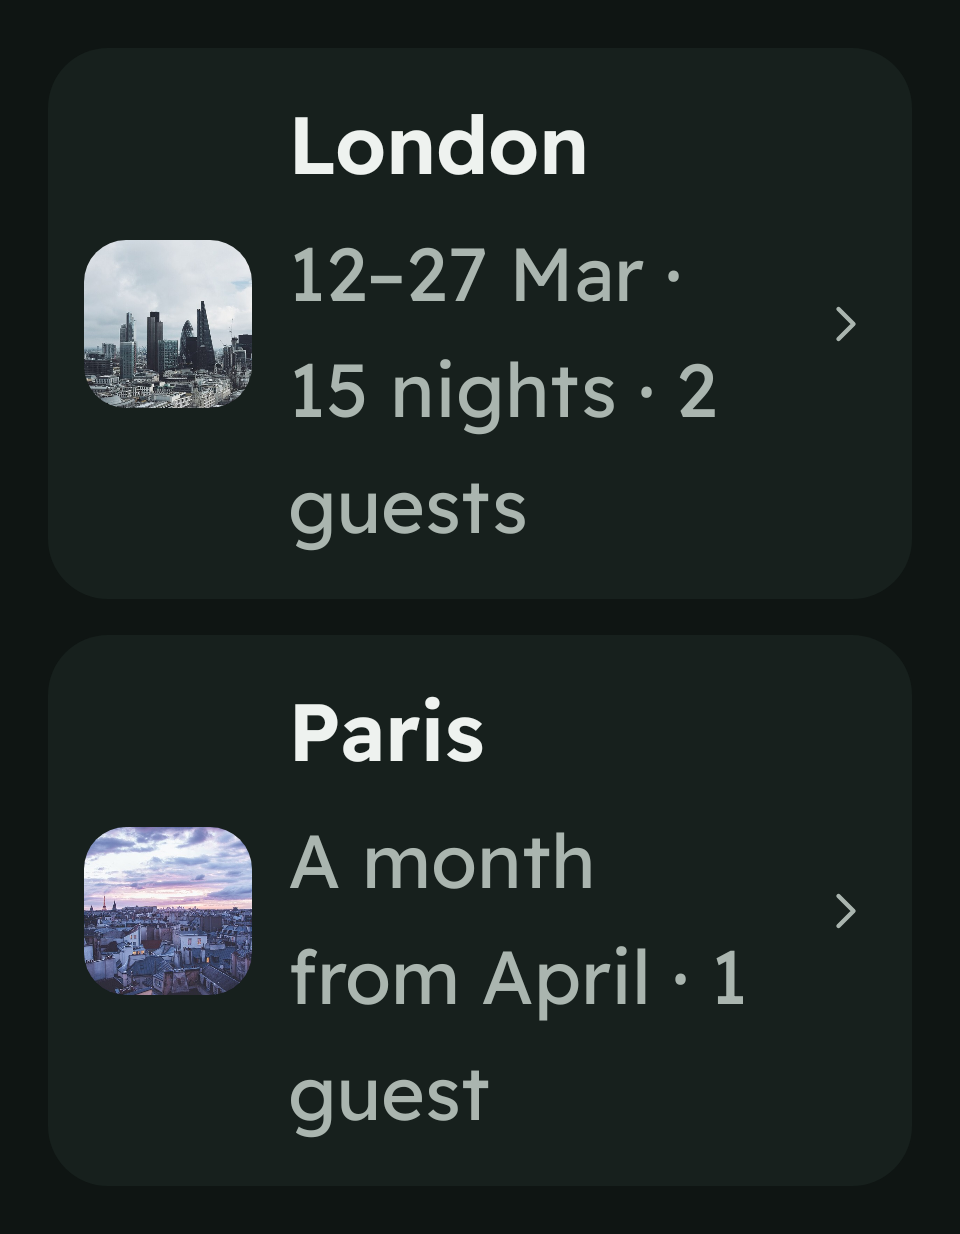 London
12–27 Mar ·
15 nights · 2
guests
Paris
A month
from April · 1
guest